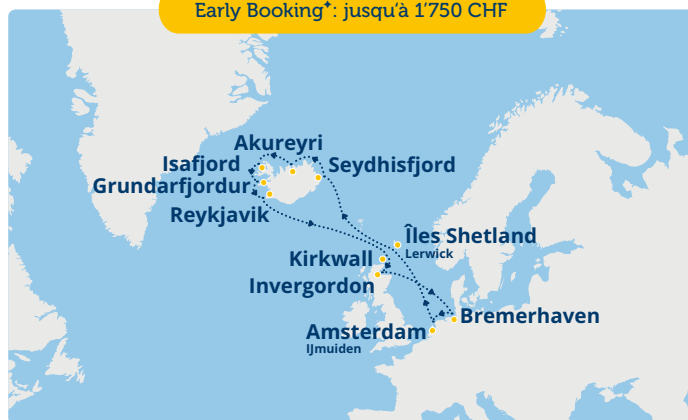 Early Booking✦: jusqu'à 1'750 CHF
Akureyri
Isafjord
Seydhisfjord
Grundarfjordur
Reykjavik
Îles Shetland
Lerwick
Kirkwall
Invergordon
Bremerhaven
Amsterdam
IJmuiden